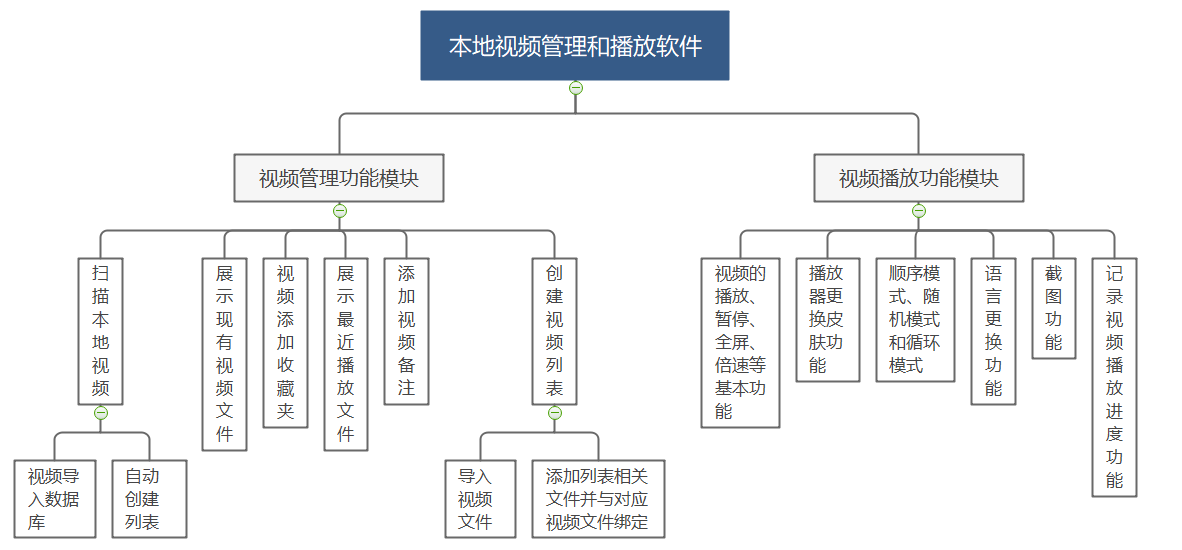 本地视频管理和播放软件
视频管理功能模块
视频播放功能模块
扫
描
本
地
视
频
展
示
现
有
视
频
文
件
视
频
添
加
收
藏
夹
展
示
最
近
播
放
文
件
添
加
视
频
备
注
创
建
视
频
列
表
视频的
播放、
暂停、
全屏、
倍速等
基本功
能
播放
器更
换皮
肤功
能
顺序模
式、随
机模式
和循环
模式
语
言
更
换
功
能
截
图
功
能
记
录
视
频
播
放
进
度
功
能
视频导
入数据
库
自动
创建
列表
导入
视频
文件
添加列表相关
文件并与对应
视频文件绑定